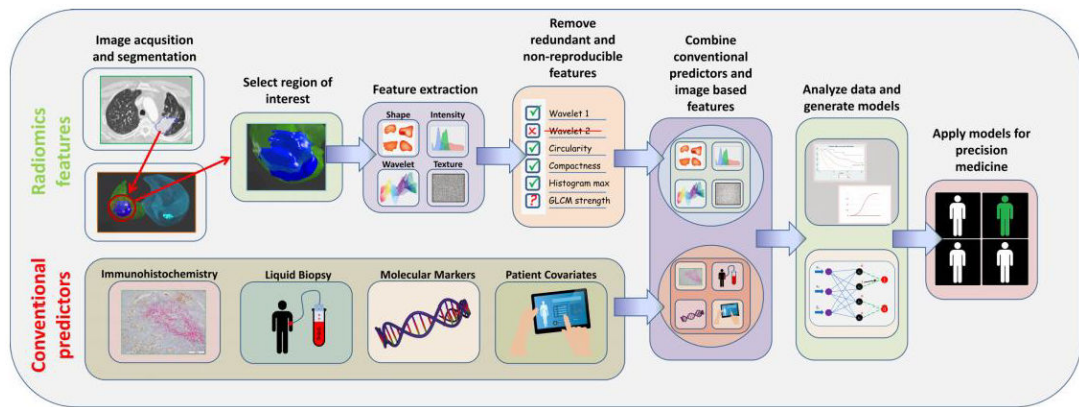 Image acqusition
and segmentation
Select region of
interest
Feature extraction
Shape
Intensity
Wavelet
Texture
Remove
redundant and
non-reproducible
features
Wavelet 1
Wavelet 2
Circularity
Compactness
Histogram max
GLCM strength
Combine
conventional
predictors and
image based
features
Analyze data and
generate models
Apply models for
precision
medicine
Radiomics
features
Conventional
predictors
Immunohistochemistry
Liquid Biopsy
Molecular Markers
Patient Covariates